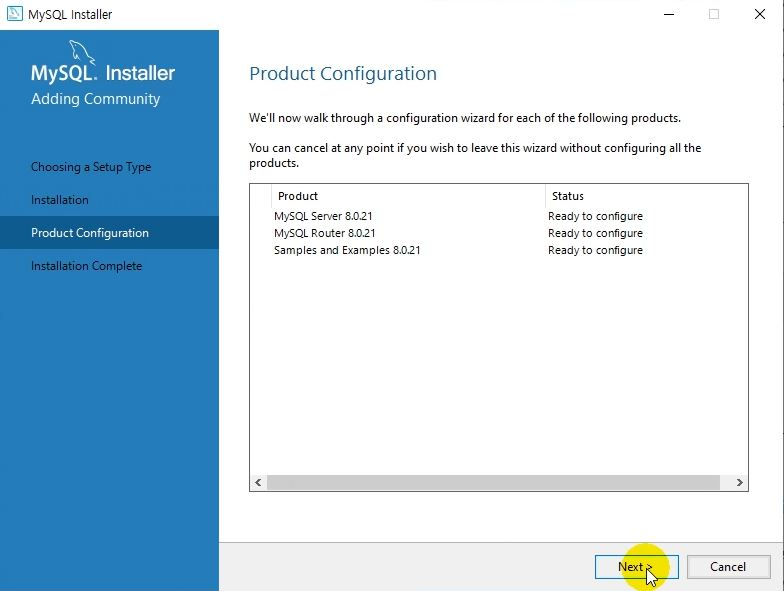 MySQL Installer
MySQL. Installer
Adding Community
Choosing a Setup Type
Installation
Product Configuration
Installation Complete
Product Configuration
We'll now walk through a configuration wizard for each of the following products.
You can cancel at any point if you wish to leave this wizard without configuring all the
products.
Product Status
MySQL Server 8.0.21 Ready to configure
MySQL Router 8.0.21 Ready to configure
Samples and Examples 8.0.21 Ready to configure
Next > Cancel